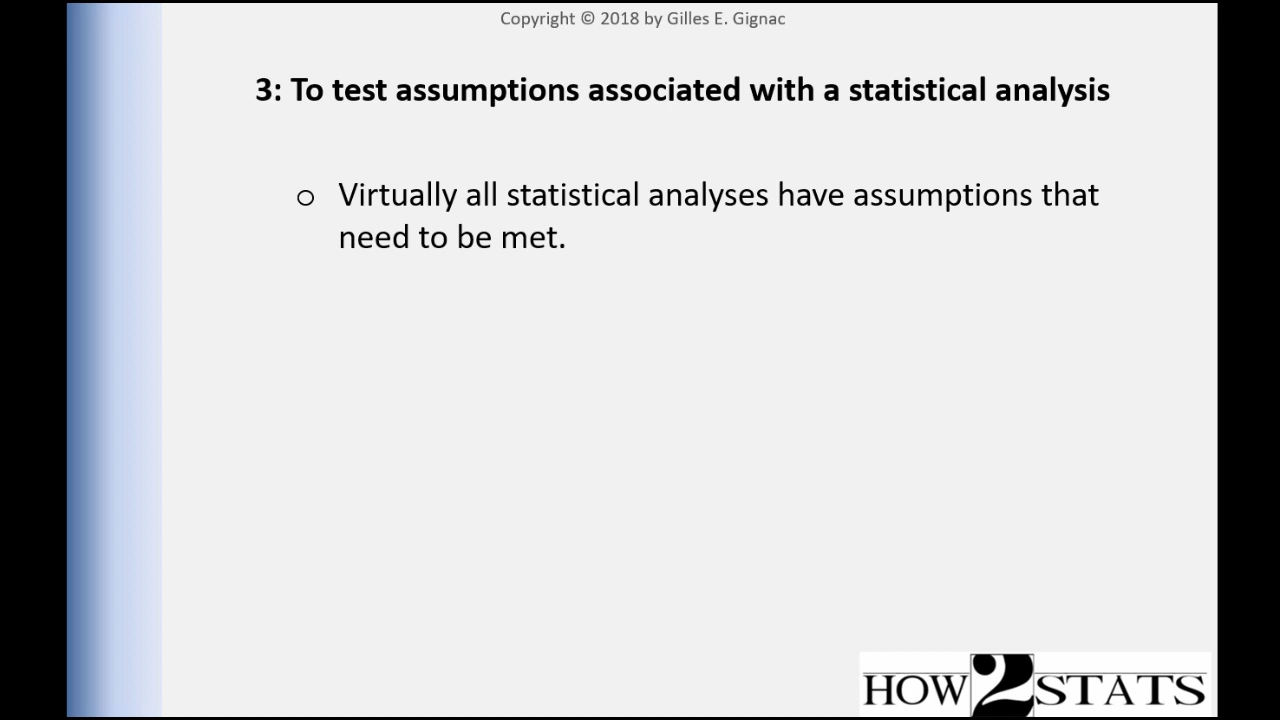 Copyright © 2018 by Gilles E. Gignac
3: To test assumptions associated with a statistical analysis
o Virtually all statistical analyses have assumptions that
need to be met.
HOW2STATS